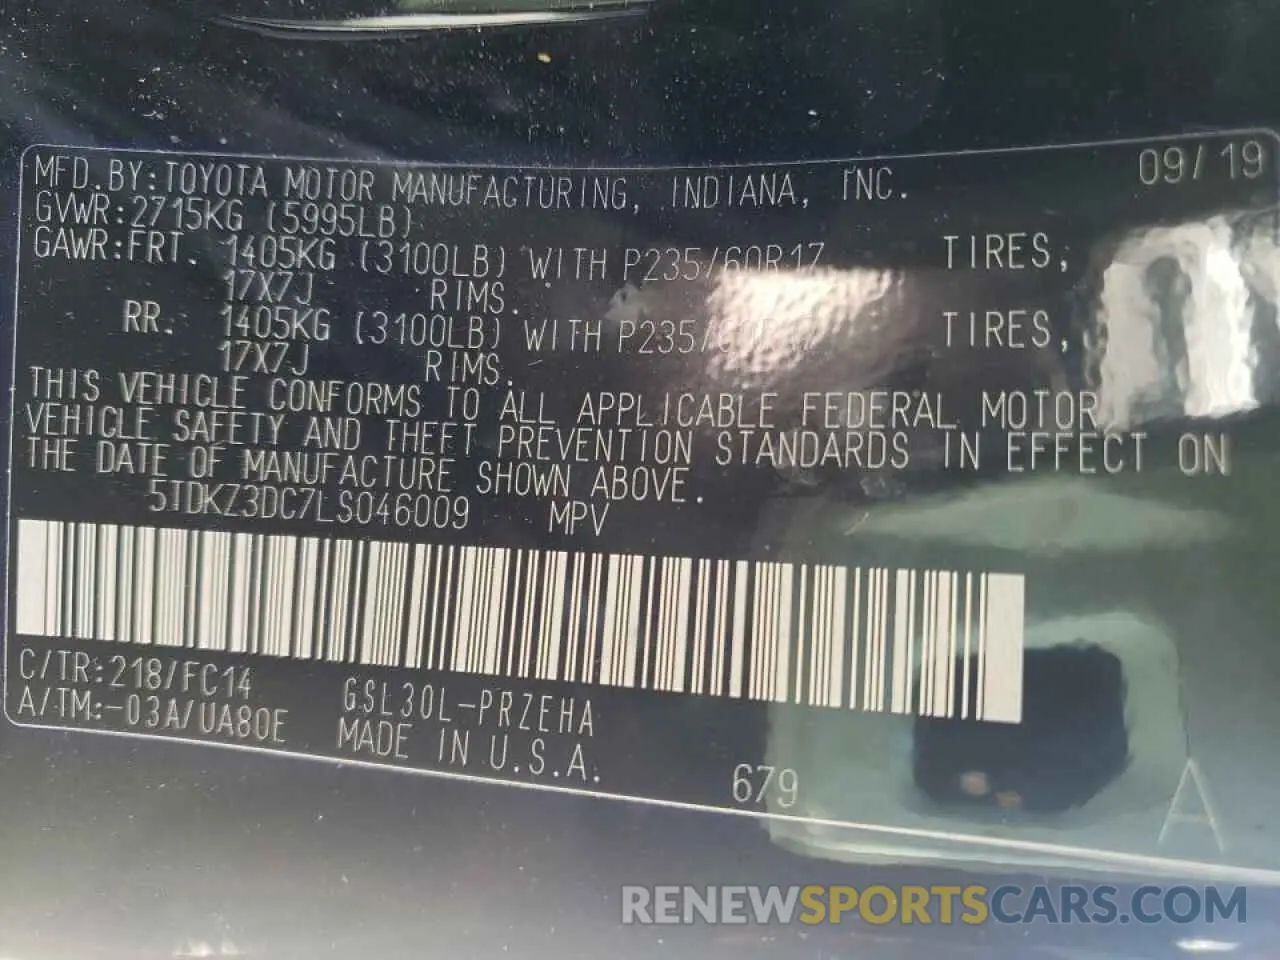 09/19
MFD.BY:TOYOTA MOTOR MANUFACTURING, INDIANA, INC.
GVWR:2715KG (5995LB)
GAWR:FRT. 1405KG (3100LB) WITH P235/60R17 TIRES,
17X7J RIMS.
RR. 1405KG (3100LB) WITH TIRES,
17X7J RIMS.
THIS VEHICLE CONFORMS TO ALL APPLICABLE FEDERAL MOTOR
VEHICLE SAFETY AND THEFT PREVENTION STANDARDS IN EFFECT ON
THE DATE OF MANUFACTURE SHOWN ABOVE.
5TDKZ3DC7LS046009 MPV
C/TR:218/FC14 GSL30L-PRZEHA
A/TM:-03A/UA80E MADE IN U.S.A.
679
A
RENEWSPORTSCARS.COM